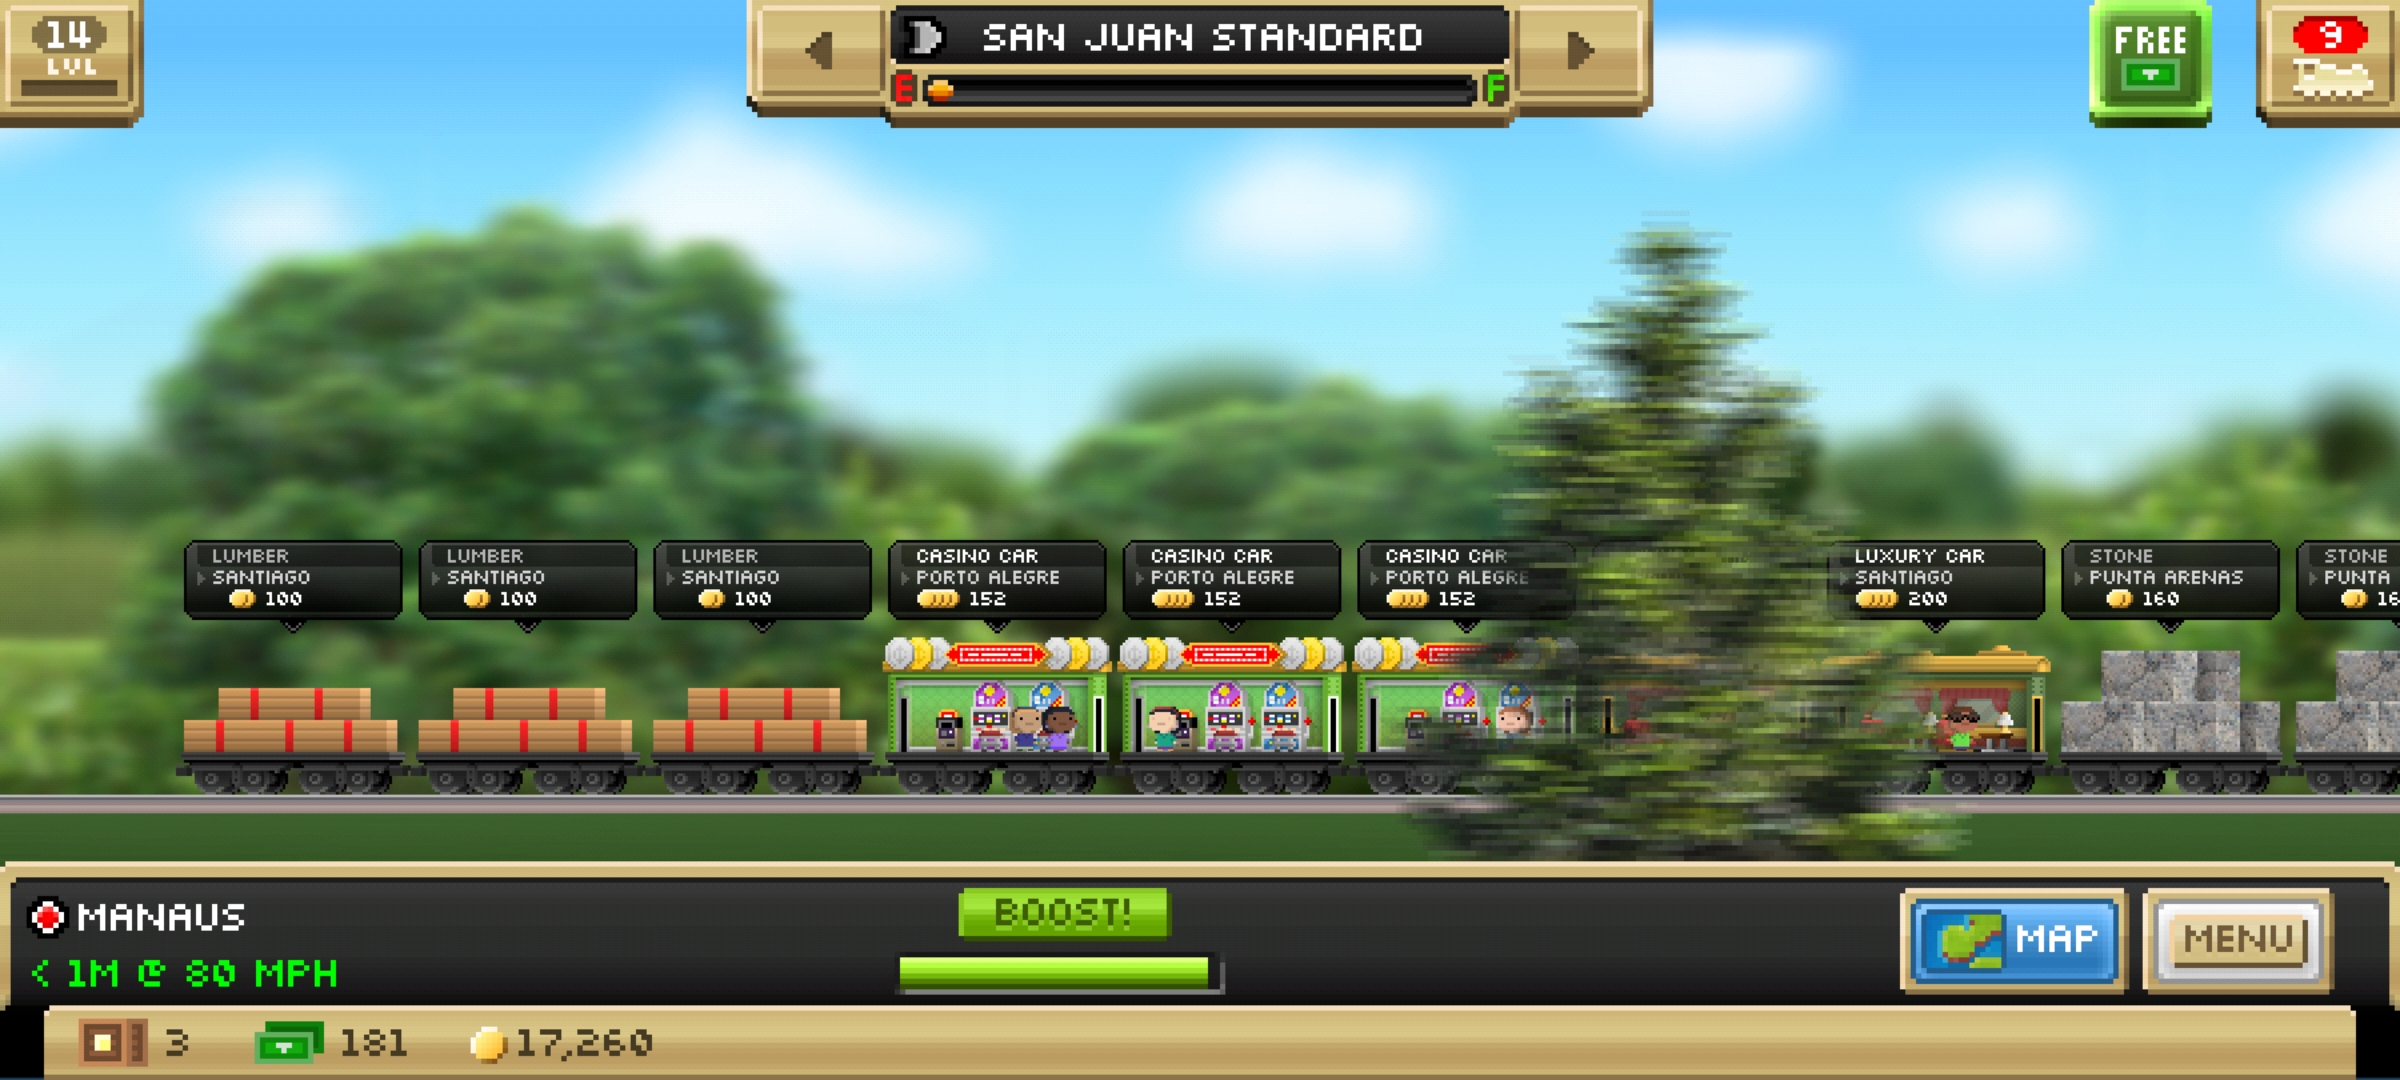 14
LVL
SAN JUAN STANDARD
E F
FREE
9
LUMBER
SANTIAGO
100
LUMBER
SANTIAGO
100
LUMBER
SANTIAGO
100
CASINO CAR
PORTO ALEGRE
152
CASINO CAR
PORTO ALEGRE
152
CASINO CAR
PORTO ALEGRE
152
LUXURY CAR
SANTIAGO
200
STONE
PUNTA ARENAS
160
STONE
PUNTA
MANAUS
< 1M @ 80 MPH
BOOST!
MAP
MENU
3 181 17,260